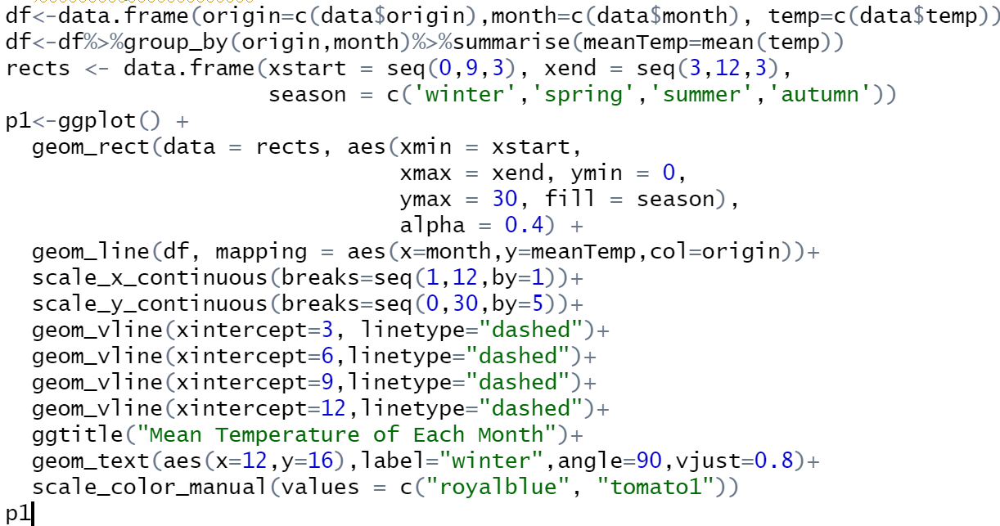 df<-data.frame(origin=c(data$origin),month=c(data$month), temp=c(data$temp))
df<-df%>%group_by(origin,month)%>%summarise(meanTemp=mean(temp))
rects <- data.frame(xstart = seq(0,9,3), xend = seq(3,12,3),
                    season = c('winter','spring','summer','autumn'))
p1<-ggplot() +
  geom_rect(data = rects, aes(xmin = xstart,
                              xmax = xend, ymin = 0,
                              ymax = 30, fill = season),
                              alpha = 0.4) +
  geom_line(df, mapping = aes(x=month,y=meanTemp,col=origin))+
  scale_x_continuous(breaks=seq(1,12,by=1))+
  scale_y_continuous(breaks=seq(0,30,by=5))+
  geom_vline(xintercept=3, linetype="dashed")+
  geom_vline(xintercept=6,linetype="dashed")+
  geom_vline(xintercept=9,linetype="dashed")+
  geom_vline(xintercept=12,linetype="dashed")+
  ggtitle("Mean Temperature of Each Month")+
  geom_text(aes(x=12,y=16),label="winter",angle=90,vjust=0.8)+
  scale_color_manual(values = c("royalblue", "tomato1"))
p1